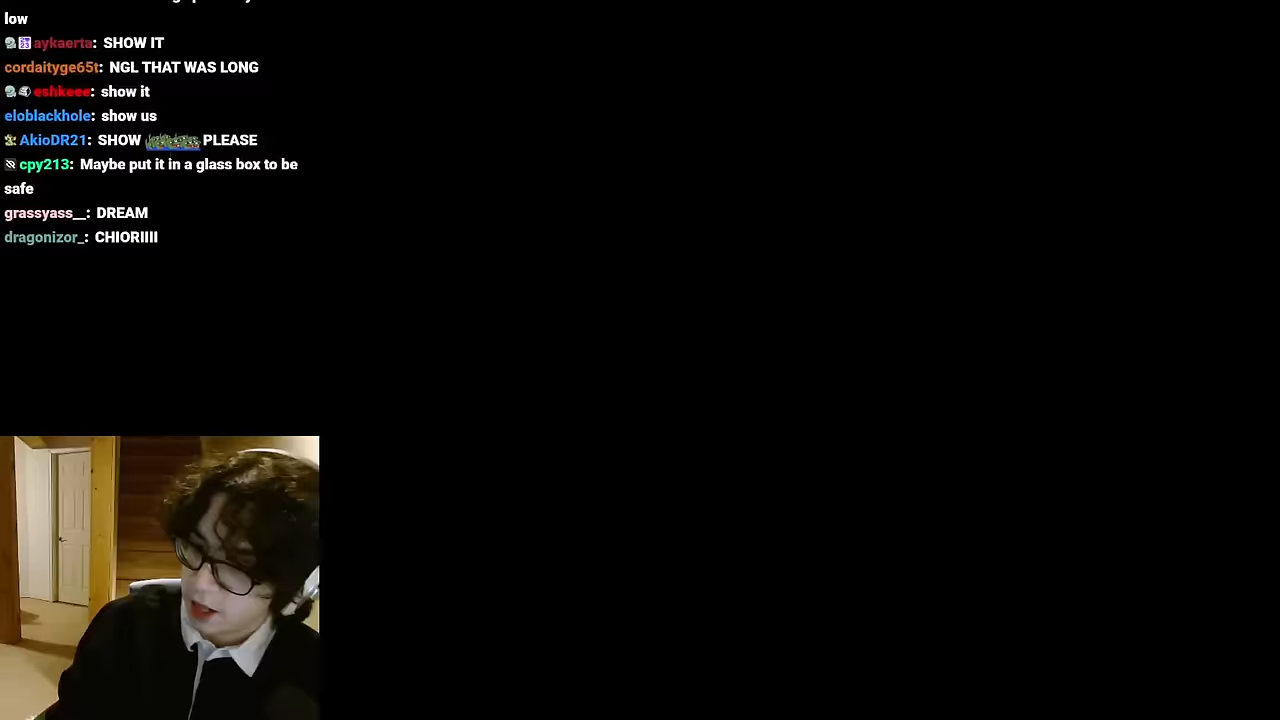 low
aykaerta: SHOW IT
cordaityge65t: NGL THAT WAS LONG
eshkeee: show it
eloblackhole: show us
AkioDR21: SHOW PLEASE
cpy213: Maybe put it in a glass box to be
safe
grassyass__: DREAM
dragonizor_: CHIORIIII